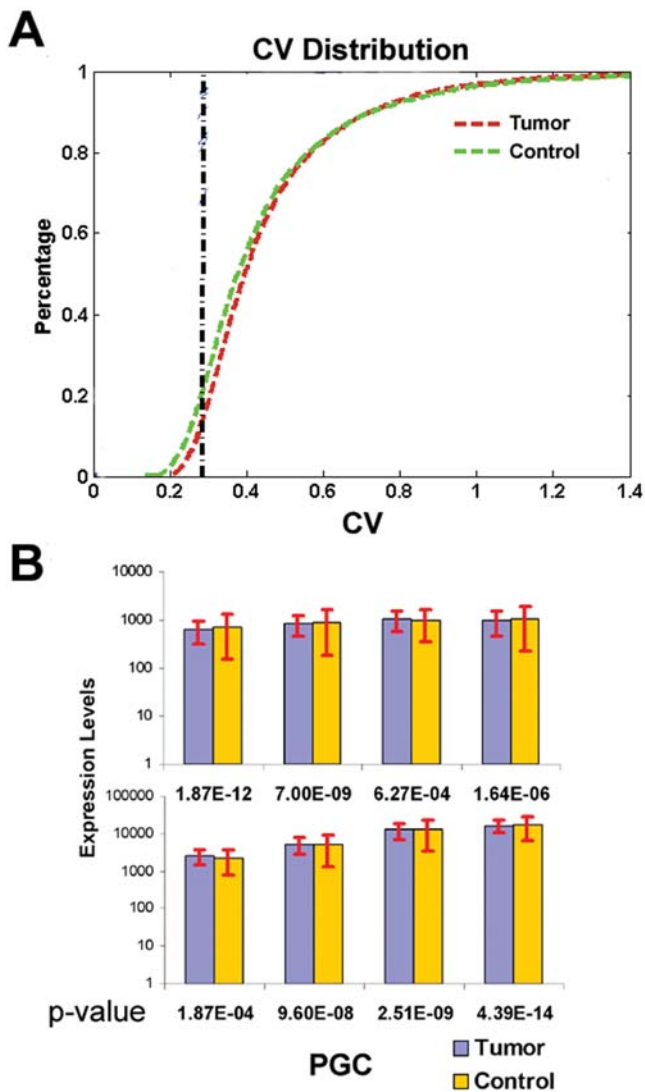 A
CV Distribution
1
0.8
0.6
0.4
0.2
0
Percentage
Tumor
Control
0 0.2 0.4 0.6 0.8 1 1.2 1.4
CV
B
10000
1000
100
10
1
1.87E-12 7.00E-09 6.27E-04 1.64E-06
Expression Levels
100000
10000
1000
100
10
1
p-value 1.87E-04 9.60E-08 2.51E-09 4.39E-14
PGC
Tumor
Control